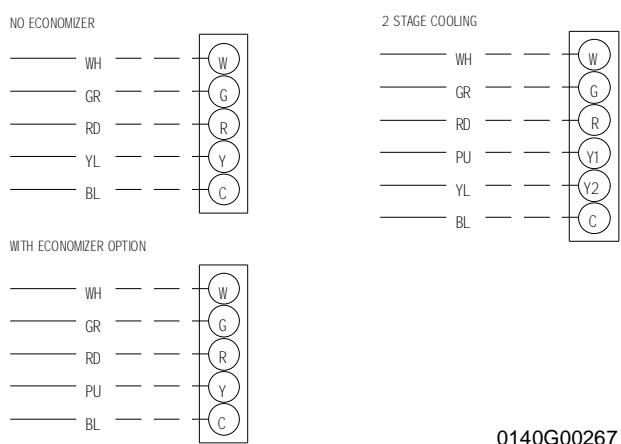 NO ECONOMIZER
WH W
GR G
RD R
YL Y
BL C
WITH ECONOMIZER OPTION
WH W
GR G
RD R
PU Y
BL C
2 STAGE COOLING
WH W
GR G
RD R
PU Y1
YL Y2
BL C
0140G00267